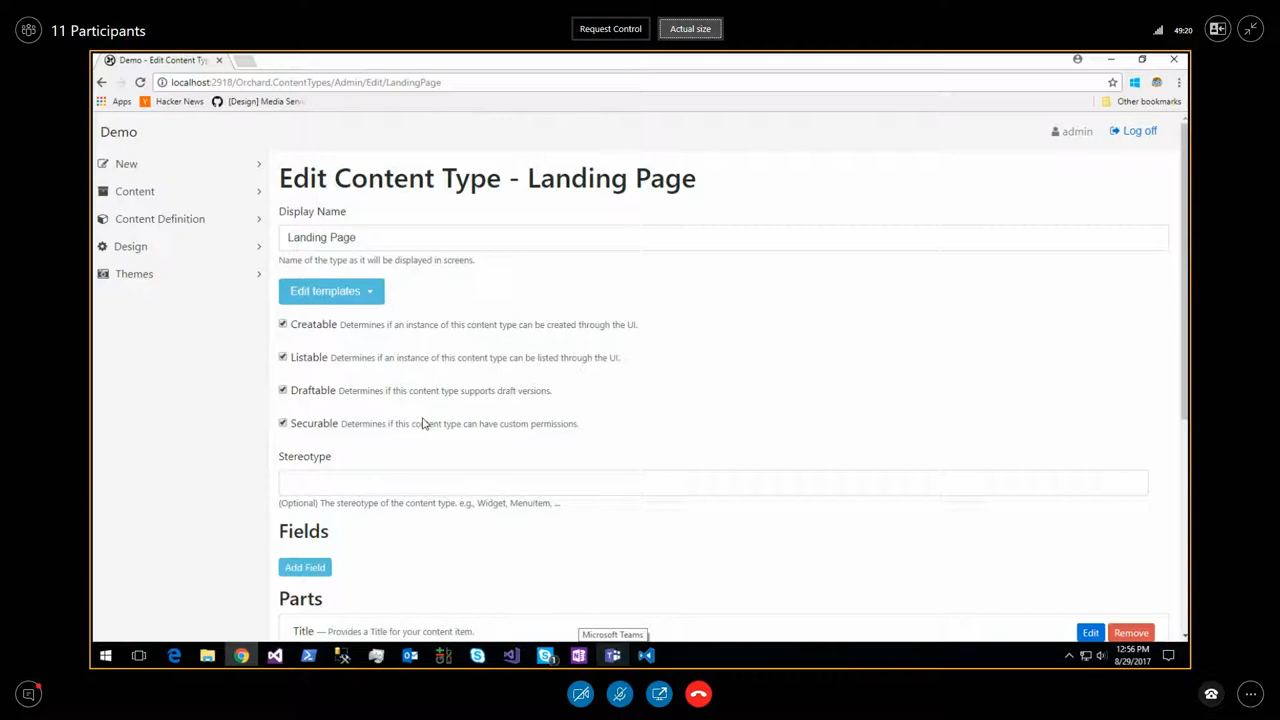 11 Participants
Request Control
Actual size
49:20
Demo - Edit Content Ty
localhost:2918/Orchard.ContentTypes/Admin/Edit/LandingPage
Apps
Hacker News
[Design] Media Serv
Other bookmarks
Demo
admin
Log off
New
Content
Content Definition
Design
Themes
Edit Content Type - Landing Page
Display Name
Landing Page
Name of the type as it will be displayed in screens.
Edit templates
Creatable Determines if an instance of this content type can be created through the UI.
Listable Determines if an instance of this content type can be listed through the UI.
Draftable Determines if this content type supports draft versions.
Securable Determines if this content type can have custom permissions.
Stereotype
(Optional) The stereotype of the content type. e.g., Widget, MenuItem, ...
Fields
Add Field
Parts
Title — Provides a Title for your content item.
Edit
Remove
Microsoft Teams
12:56 PM
8/29/2017